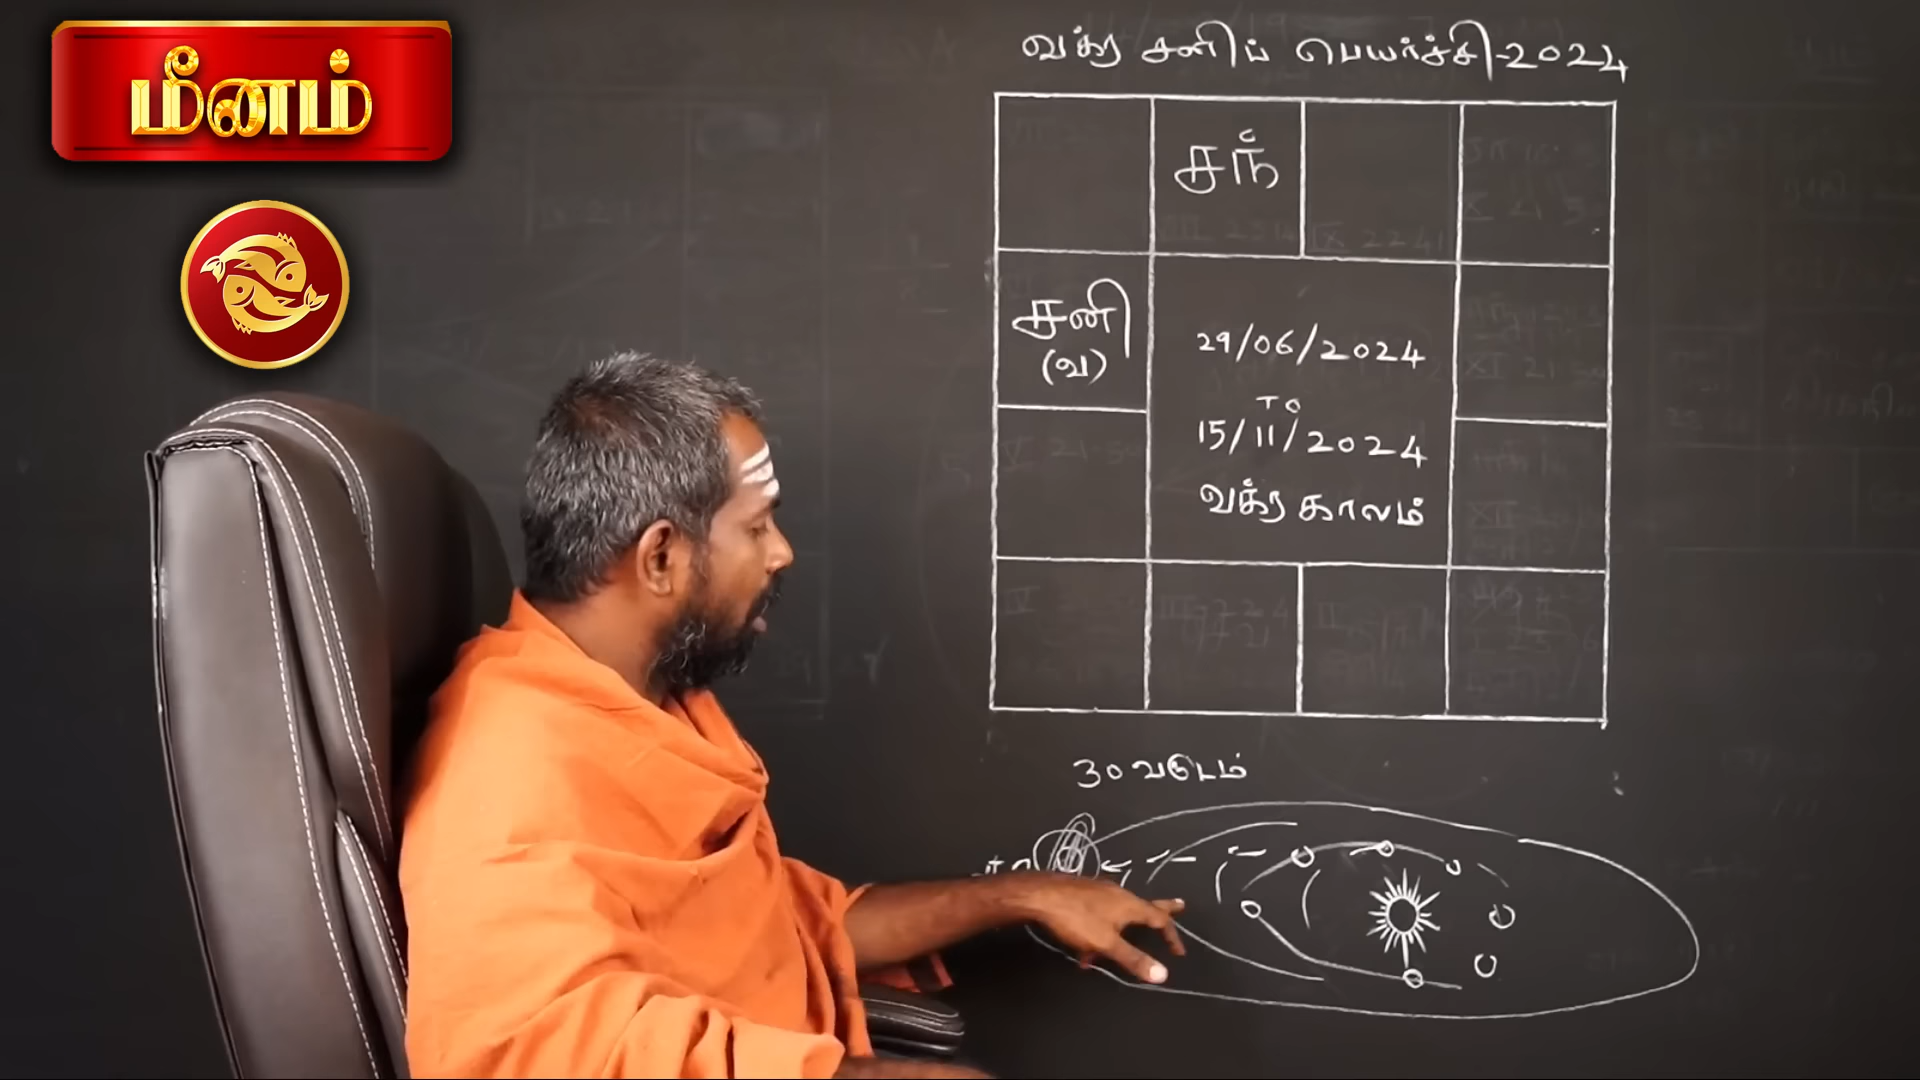 மீனம்
வக்ர சனிப் பெயர்ச்சி-2024
சந்
சனி
(வ)
29/06/2024
TO
15/11/2024
வக்ர காலம்
30 வருடம்